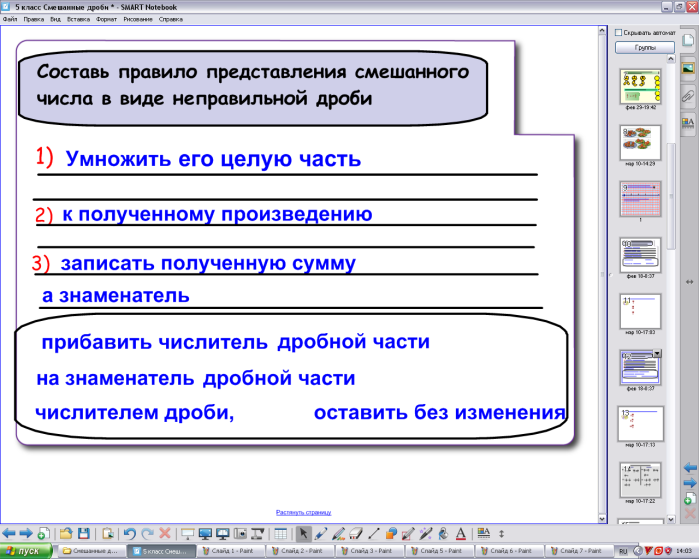 5 класс Смешанные дроби * - SMART Notebook
Файл Правка Вид Вставка Формат Рисование Справка
Скрывать автомат
Группы
Составь правило представления смешанного
числа в виде неправильной дроби
1) Умножить его целую часть
2) к полученному произведению
3) записать полученную сумму
а знаменатель
прибавить числитель дробной части
на знаменатель дробной части
числителем дроби, оставить без изменения
Растянуть страницу
фев 29-19:42
мар 10-14:29
фев 18-8:37
11
мар 10-17:03
фев 18-8:37
13
мар 10-17:13
14
мар 10-17:22
пуск
Смешанные д...
5 класс Смеш...
Слайд 1 - Paint
Слайд 2 - Paint
Слайд 3 - Paint
Слайд 5 - Paint
Слайд 6 - Paint
Слайд 7 - Paint
RU
14:03